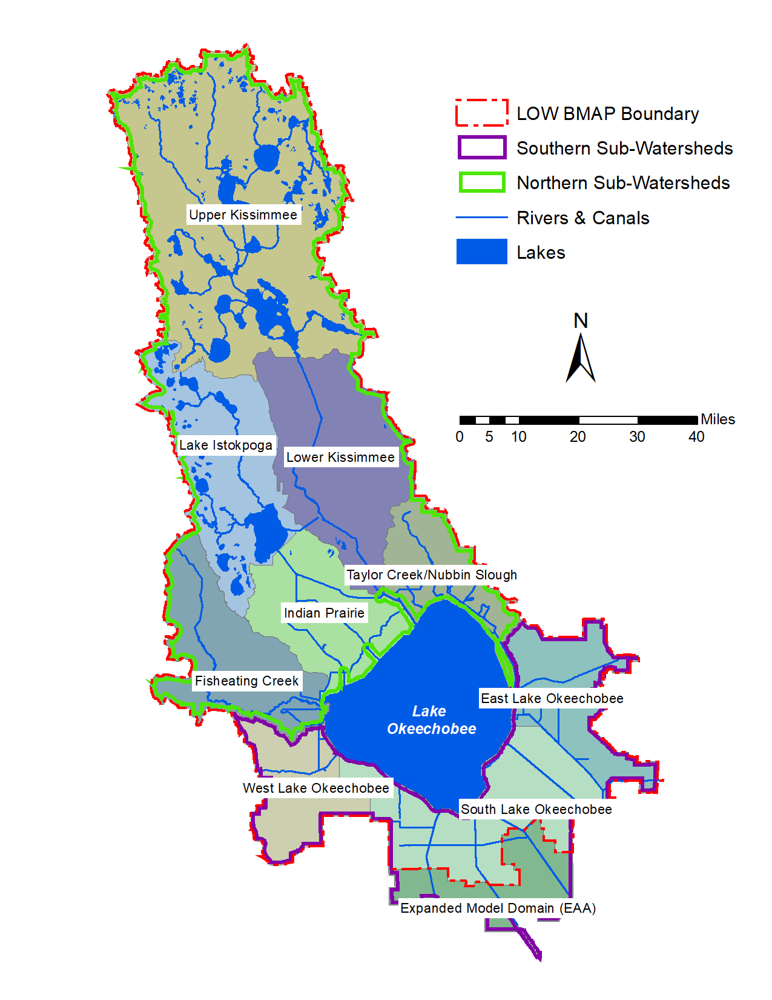 LOW BMAP Boundary
Southern Sub-Watersheds
Northern Sub-Watersheds
Rivers & Canals
Lakes
Upper Kissimmee
N
Miles
0 5 10 20 30 40
Lake Istokpoga
Lower Kissimmee
Taylor Creek/Nubbin Slough
Indian Prairie
Fisheating Creek
East Lake Okeechobee
Lake
Okeechobee
West Lake Okeechobee
South Lake Okeechobee
Expanded Model Domain (EAA)